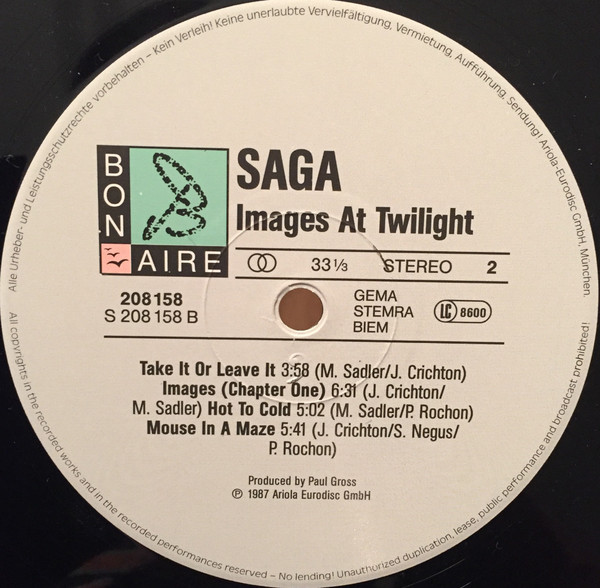 Alle Urheber- und Leistungsschutzrechte vorbehalten – Kein Verleih! Keine unerlaubte Vervielfältigung, Vermietung, Aufführung, Sendung! Ariola-Eurodisc GmbH, München.
BON
AIRE
SAGA
Images At Twilight
33 1/3 STEREO 2
208 158
S 208 158 B
GEMA
STEMRA
BIEM
LC 8600
Take It Or Leave It 3:58 (M. Sadler/J. Crichton)
Images (Chapter One) 6:31 (J. Crichton/
M. Sadler) Hot To Cold 5:02 (M. Sadler/P. Rochon)
Mouse In A Maze 5:41 (J. Crichton/S. Negus/
P. Rochon)
Produced by Paul Gross
℗ 1987 Ariola Eurodisc GmbH
All copyrights in the recorded works and in the recorded performances reserved – No lending! Unauthorized duplication, lease, public performance and broadcast prohibited!